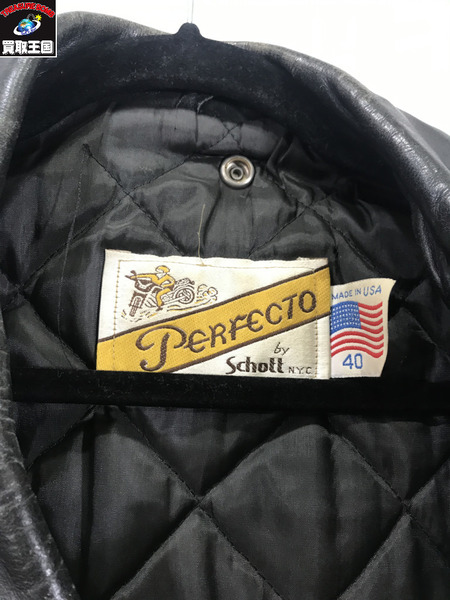 買取王国
PERFECTO
by
Schott N.Y.C
MADE IN USA
40